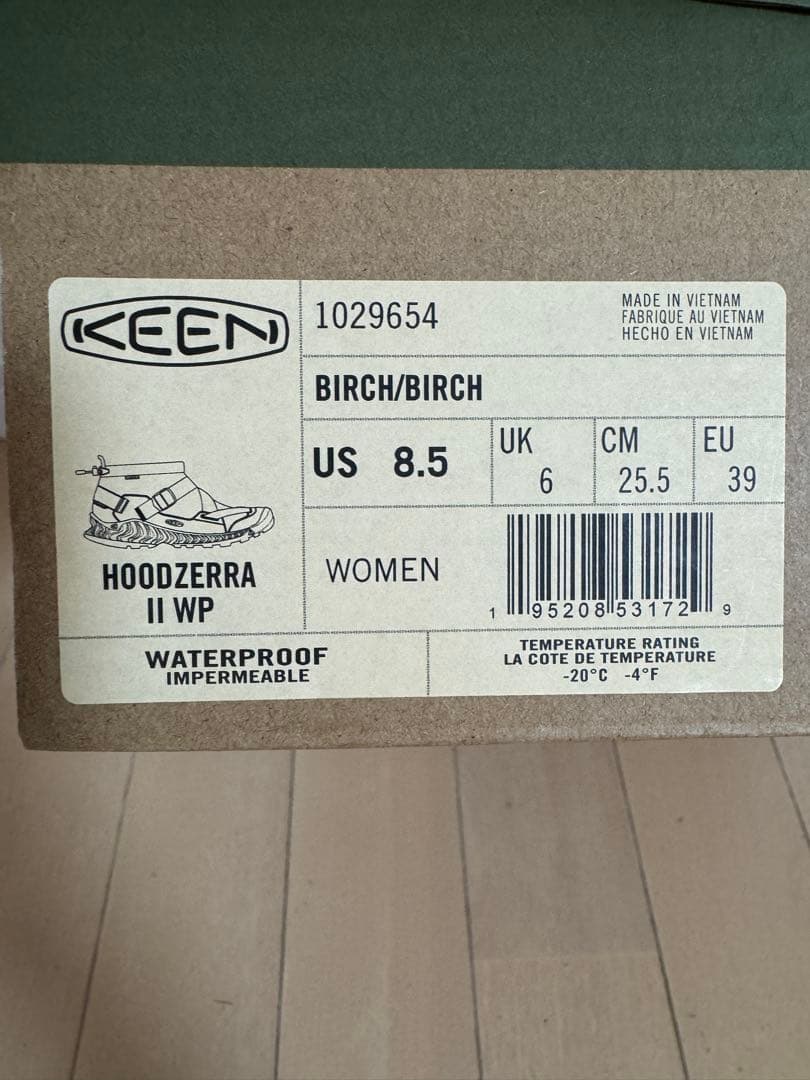 KEEN
1029654
MADE IN VIETNAM
FABRIQUE AU VIETNAM
HECHO EN VIETNAM
BIRCH/BIRCH
US 8.5
UK
6
CM
25.5
EU
39
HOODZERRA
II WP
WOMEN
1 95208 53172 9
WATERPROOF
IMPERMEABLE
TEMPERATURE RATING
LA COTE DE TEMPERATURE
-20°C -4°F